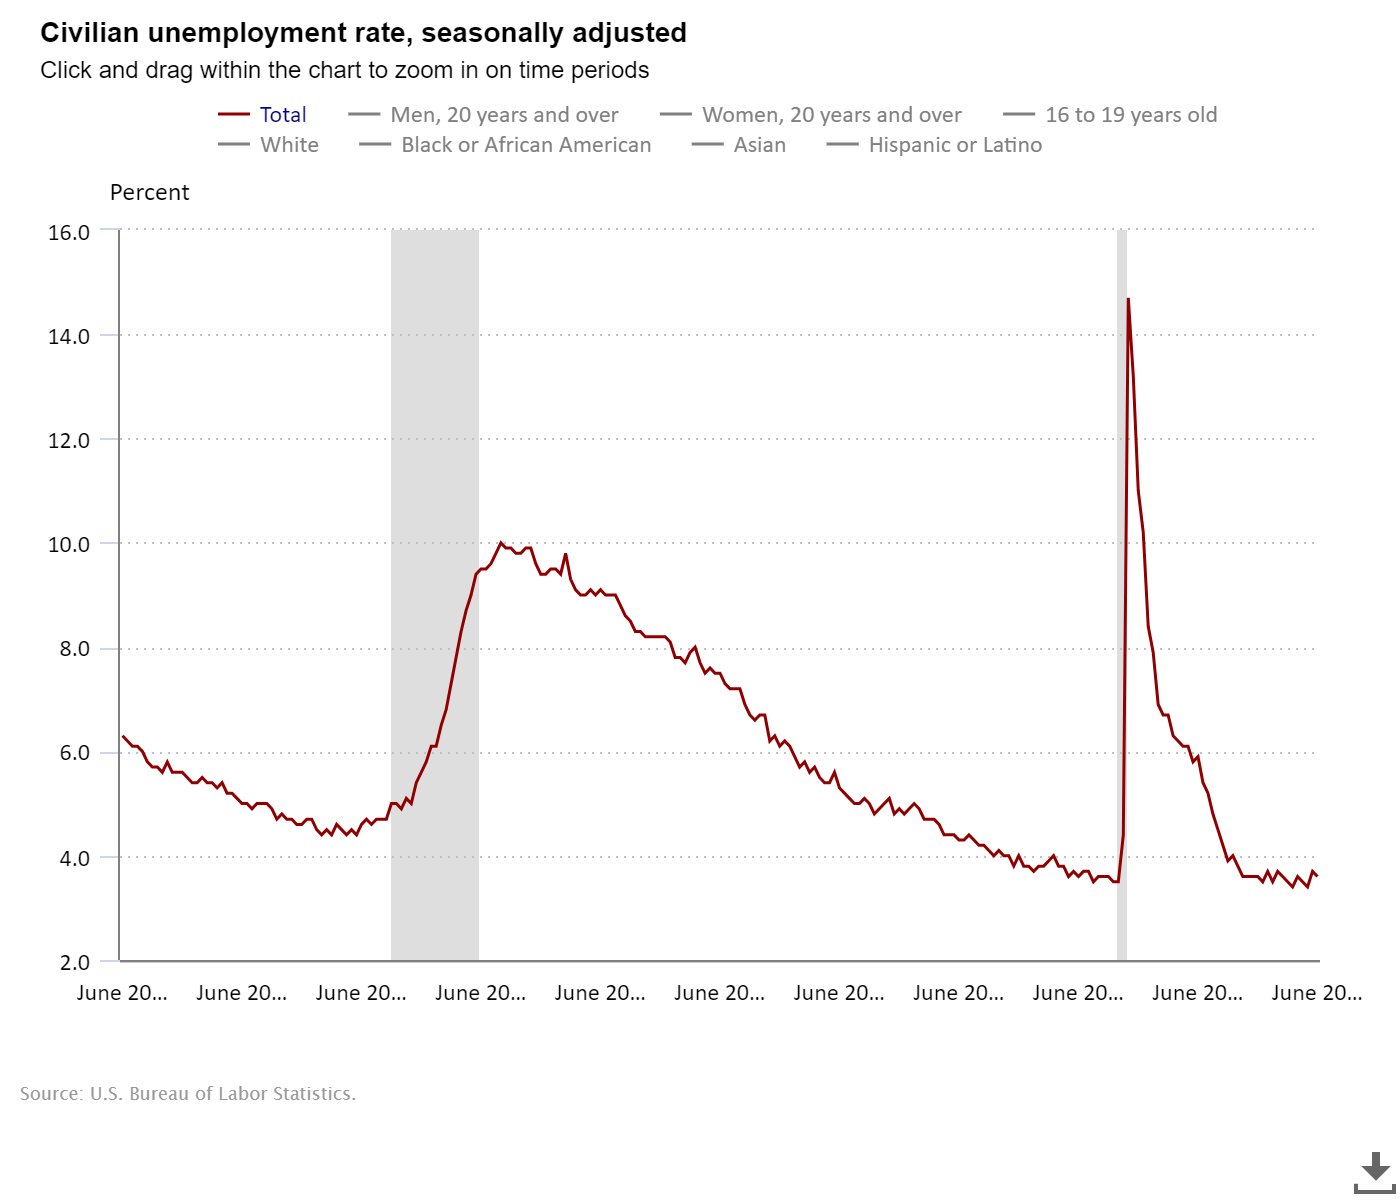 Civilian unemployment rate, seasonally adjusted
Click and drag within the chart to zoom in on time periods
Total Men, 20 years and over Women, 20 years and over 16 to 19 years old
White Black or African American Asian Hispanic or Latino
Percent
16.0
14.0
12.0
10.0
8.0
6.0
4.0
2.0
June 20... June 20... June 20... June 20... June 20... June 20... June 20... June 20... June 20... June 20... June 20...
Source: U.S. Bureau of Labor Statistics.